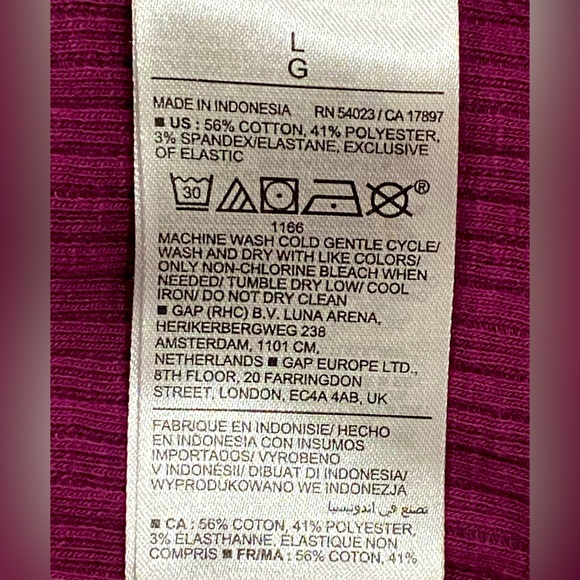 L
G
MADE IN INDONESIA RN 54023 / CA 17897
■ US : 56% COTTON, 41% POLYESTER,
3% SPANDEX/ELASTANE, EXCLUSIVE
OF ELASTIC
30 ®
1166
MACHINE WASH COLD GENTLE CYCLE/
WASH AND DRY WITH LIKE COLORS/
ONLY NON-CHLORINE BLEACH WHEN
NEEDED/ TUMBLE DRY LOW/ COOL
IRON/ DO NOT DRY CLEAN
■ GAP (RHC) B.V. LUNA ARENA,
HERIKERBERGWEG 238
AMSTERDAM, 1101 CM,
NETHERLANDS ■ GAP EUROPE LTD.,
8TH FLOOR, 20 FARRINGDON
STREET, LONDON, EC4A 4AB, UK
FABRIQUE EN INDONISIE/ HECHO
EN INDONESIA CON INSUMOS
IMPORTADOS/ VYROBENO
V INDONÉSII/ DIBUAT DI INDONESIA/
WYPRODUKOWANO WE INDONEZJA
تصنع في اندونيسيا
■ CA : 56% COTON, 41% POLYESTER,
3% ÉLASTHANNE, ÉLASTIQUE NON
COMPRIS ■ FR/MA : 56% COTON, 41%